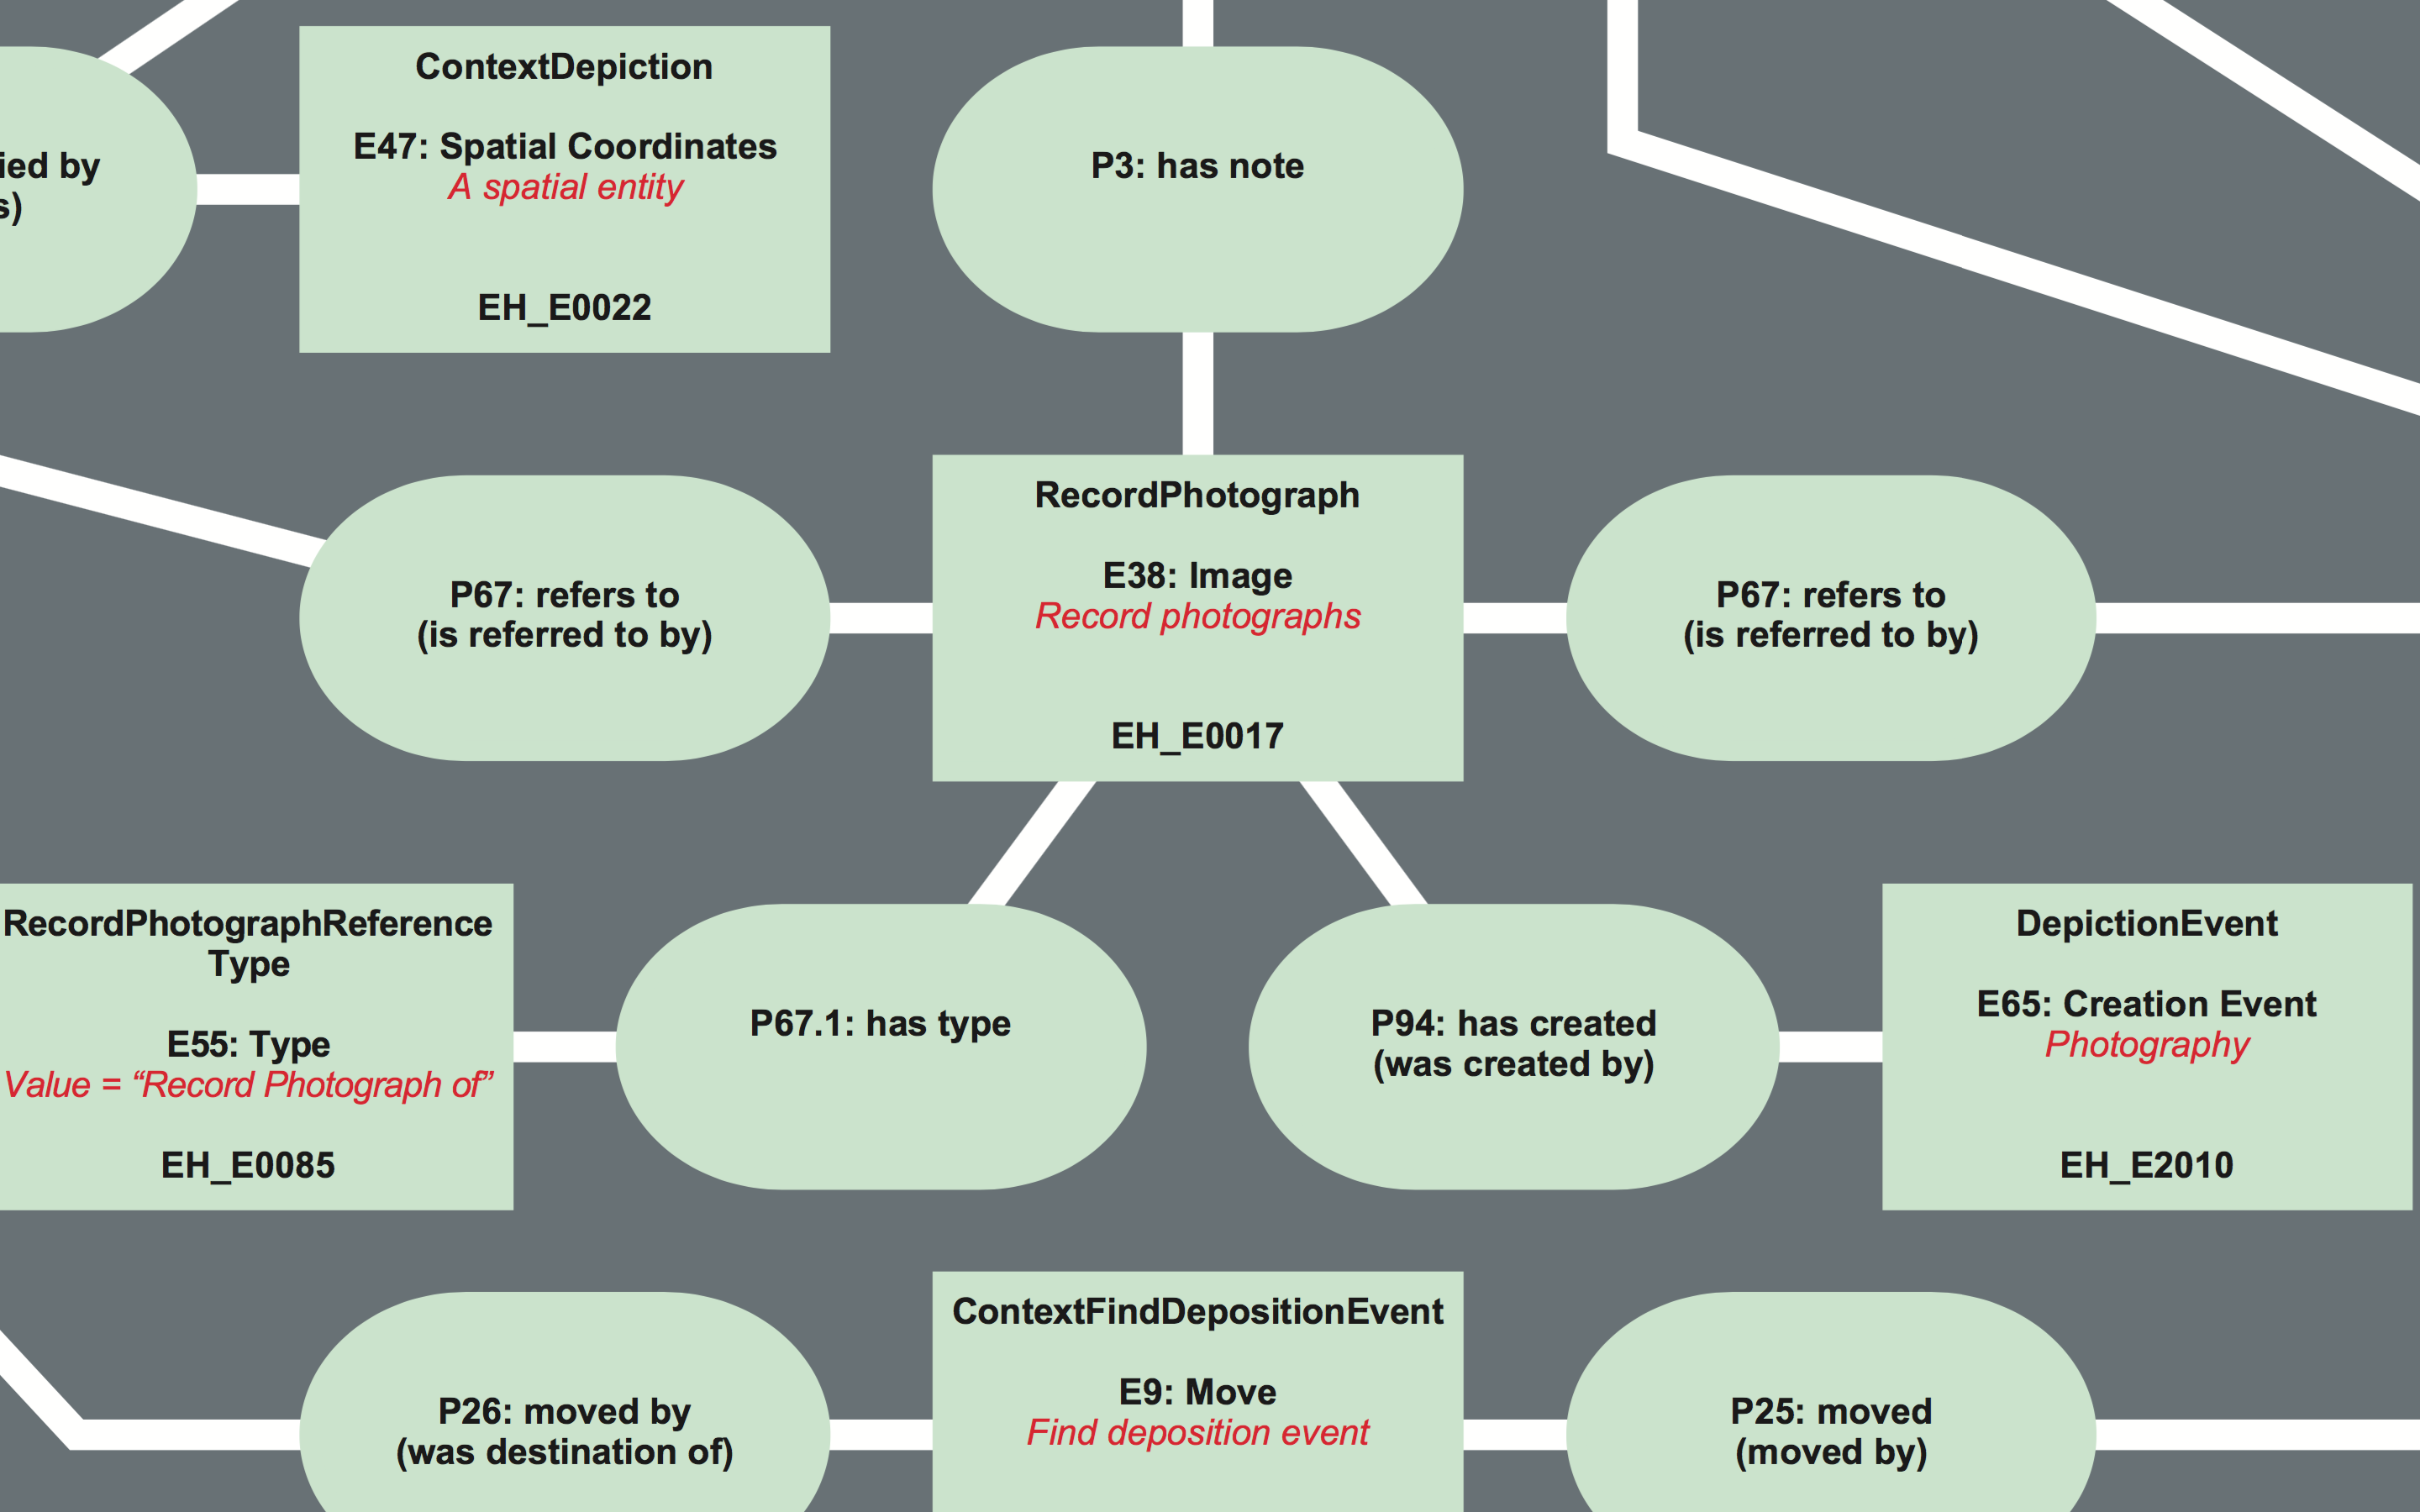 ied by
s)
ContextDepiction
E47: Spatial Coordinates
A spatial entity
EH_E0022
P3: has note
P67: refers to
(is referred to by)
RecordPhotograph
E38: Image
Record photographs
EH_E0017
P67: refers to
(is referred to by)
RecordPhotographReference
Type
E55: Type
Value = “Record Photograph of”
EH_E0085
P67.1: has type
P94: has created
(was created by)
DepictionEvent
E65: Creation Event
Photography
EH_E2010
P26: moved by
(was destination of)
ContextFindDepositionEvent
E9: Move
Find deposition event
P25: moved
(moved by)